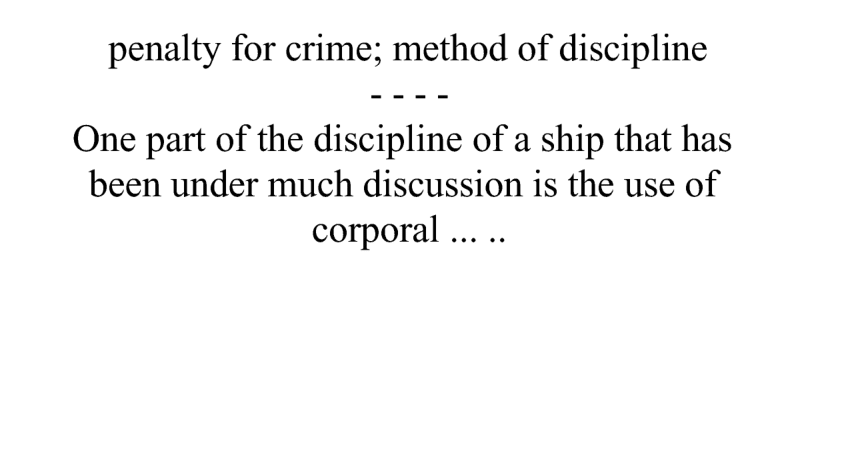 penalty for crime; method of discipline
- - - -
One part of the discipline of a ship that has
been under much discussion is the use of
corporal ... ..